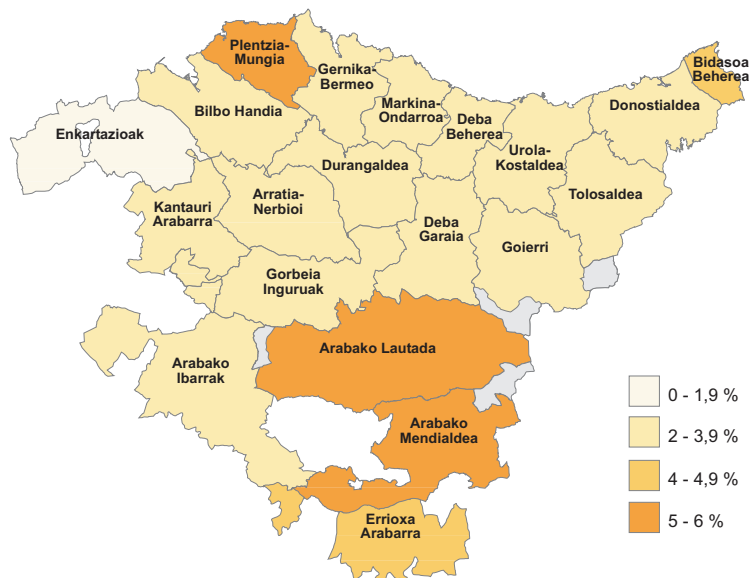 Plentzia-
Mungia
Bidasoa
Beherea
Gernika-
Bermeo
Markina-
Ondarroa
Deba
Beherea
Donostialdea
Bilbo Handia
Enkartazioak
Urola-
Kostaldea
Durangaldea
Tolosaldea
Arratia-
Nerbioi
Kantauri
Arabarra
Deba
Garaia
Goierri
Gorbeia
Inguruak
Arabako Lautada
Arabako
Ibarrak
Arabako
Mendialdea
Errioxa
Arabarra
0 - 1,9 %
2 - 3,9 %
4 - 4,9 %
5 - 6 %